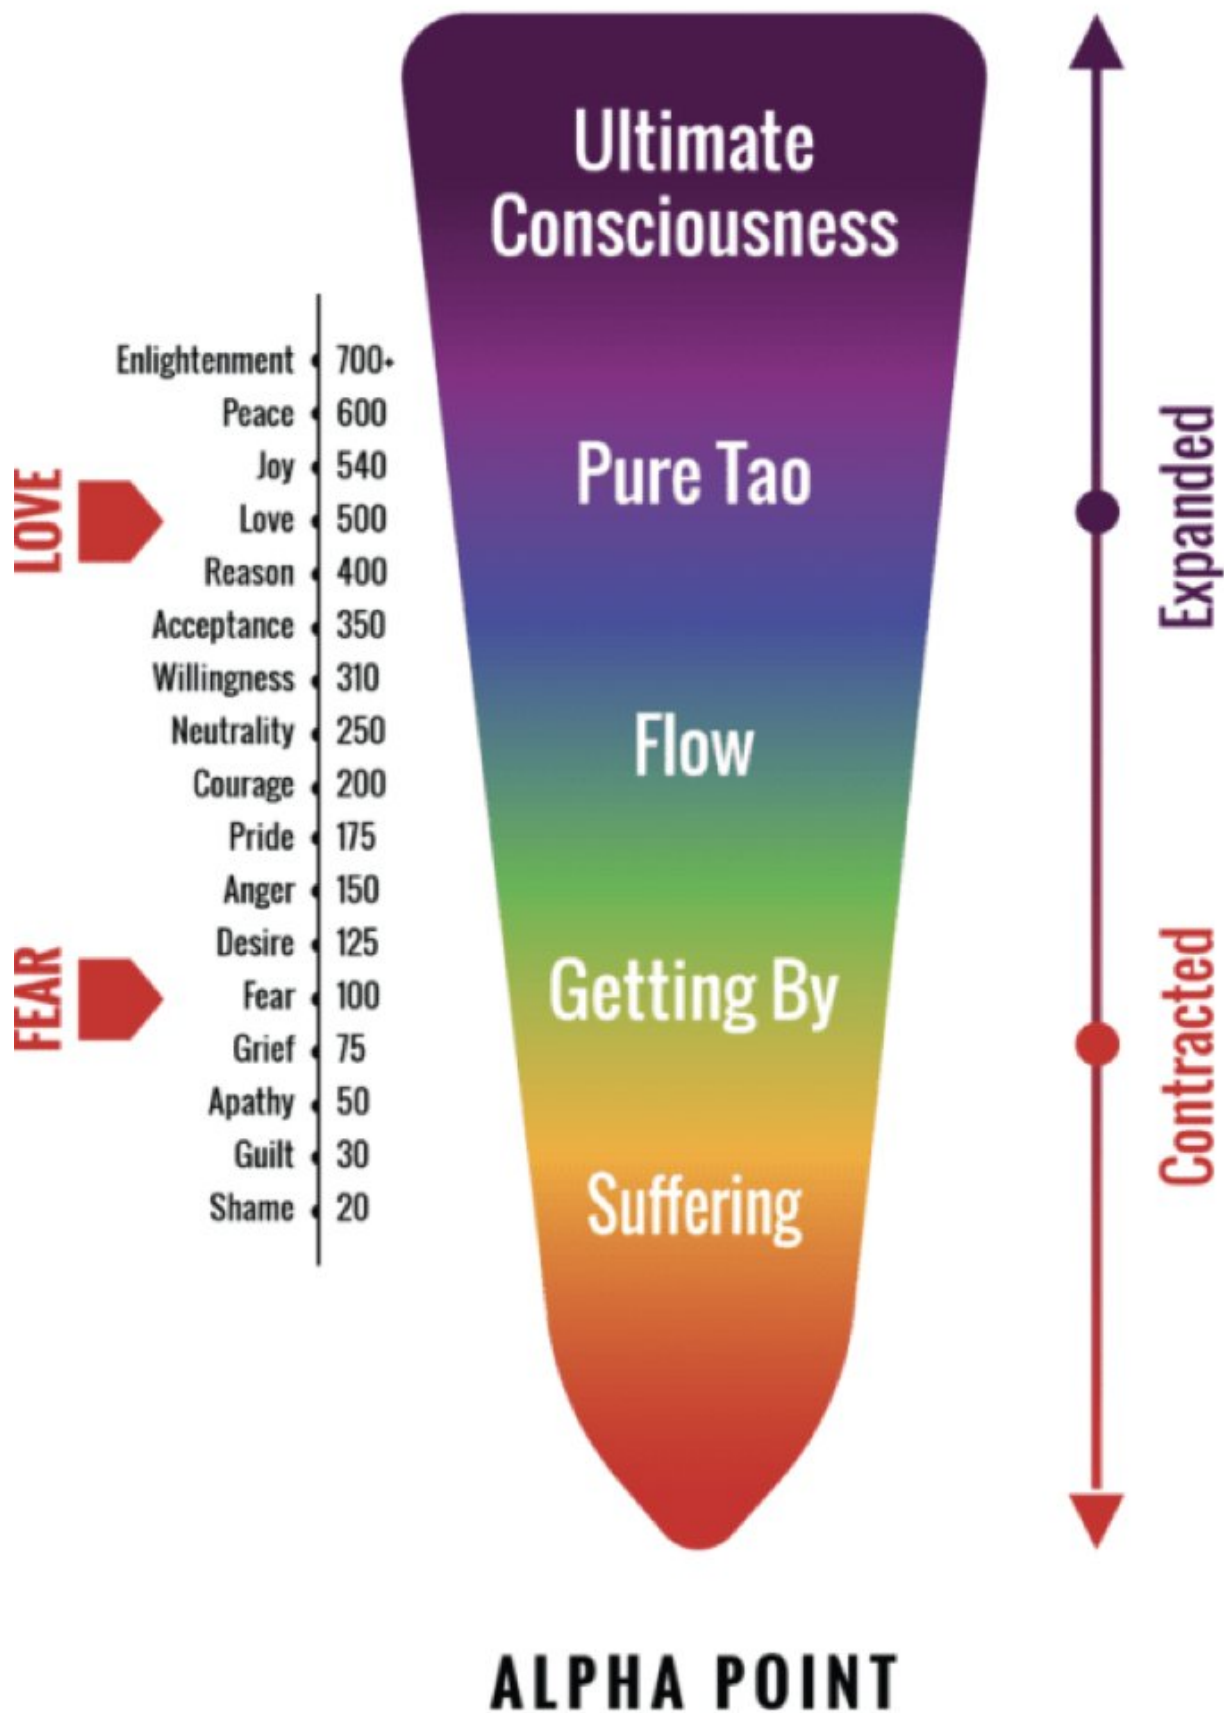 Ultimate
Consciousness
Enlightenment 700+
Peace 600
Joy 540
LOVE
Love 500
Reason 400
Acceptance 350
Willingness 310
Neutrality 250
Courage 200
Pride 175
Anger 150
Desire 125
FEAR
Fear 100
Grief 75
Apathy 50
Guilt 30
Shame 20
Pure Tao
Flow
Getting By
Suffering
Expanded
Contracted
ALPHA POINT